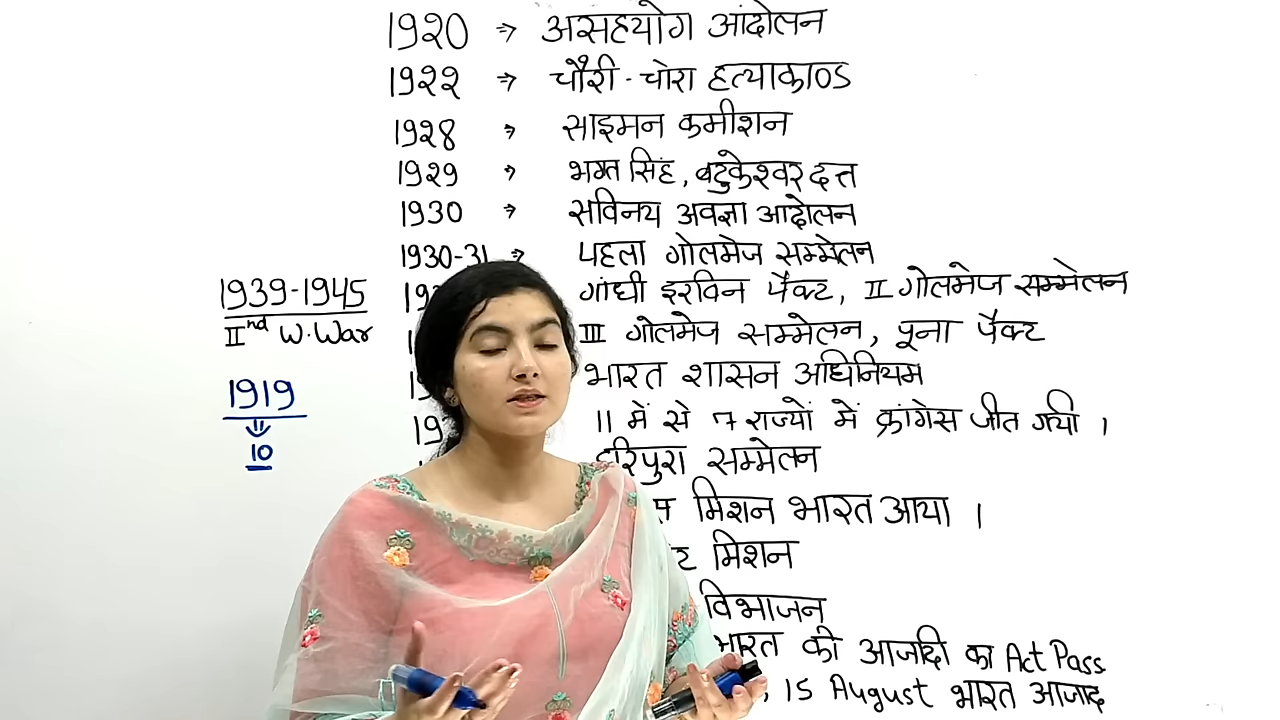 1920 ⇒ असहयोग आंदोलन
1922 ⇒ चौरी-चोरा हत्याकाण्ड
1928 ⇒ साइमन कमीशन
1929 ⇒ भगत सिंह, बटुकेश्वर दत्त
1930 ⇒ सविनय अवज्ञा आंदोलन
1930-31 ⇒ पहला गोलमेज सम्मेलन
गांधी इरविन पैक्ट, II गोलमेज सम्मेलन
III गोलमेज सम्मेलन, पूना पैक्ट
भारत शासन अधिनियम
11 में से 7 राज्यों में कांग्रेस जीत गयी ।
हरिपुरा सम्मेलन
मिशन भारत आया ।
मिशन
विभाजन
भारत की आजादी का Act Pass
, 15 August भारत आजाद
1939-1945
IInd W. War
1919
⇓
10